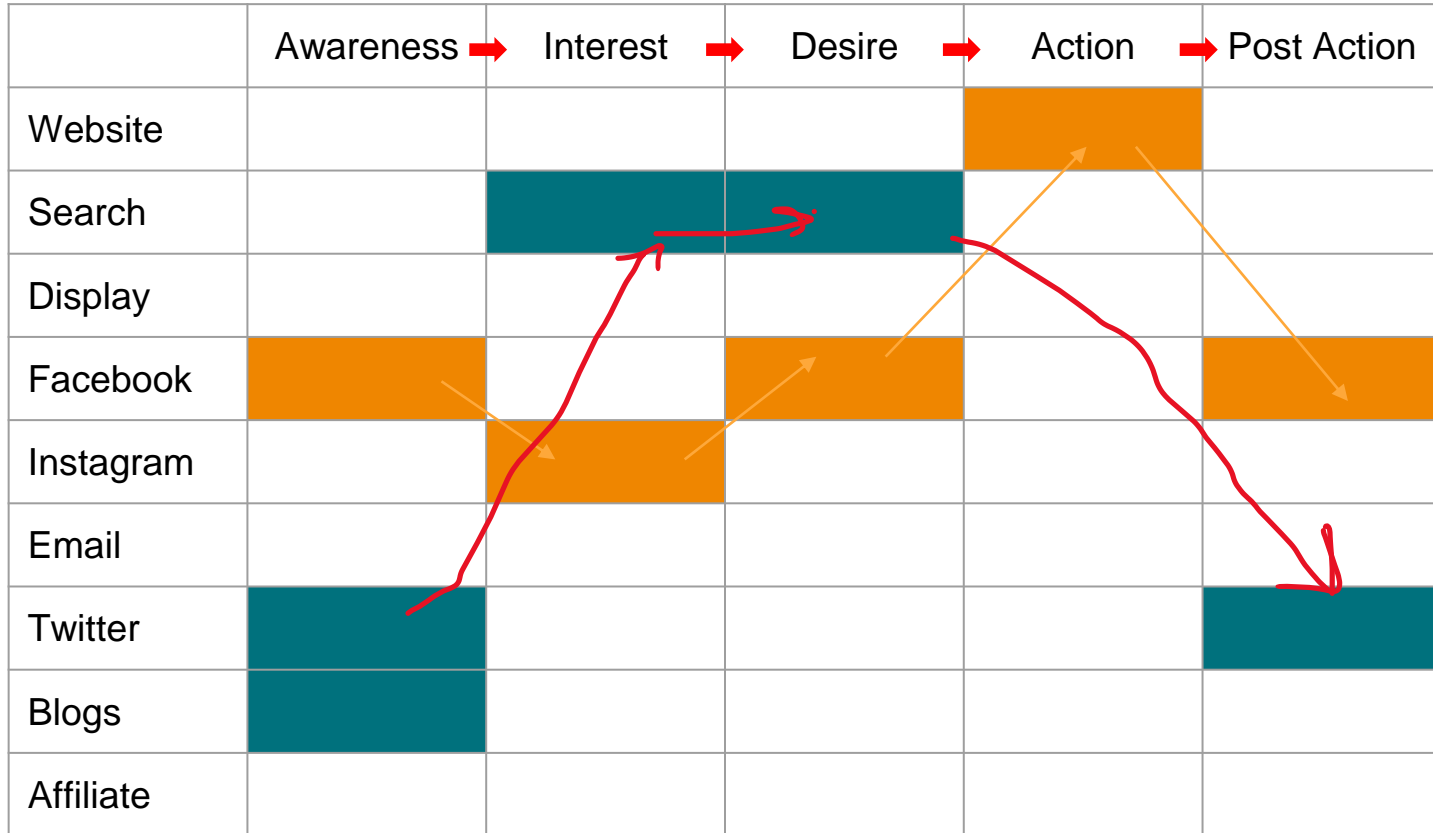 Awareness Interest Desire Action Post Action
Website
Search
Display
Facebook
Instagram
Email
Twitter
Blogs
Affiliate